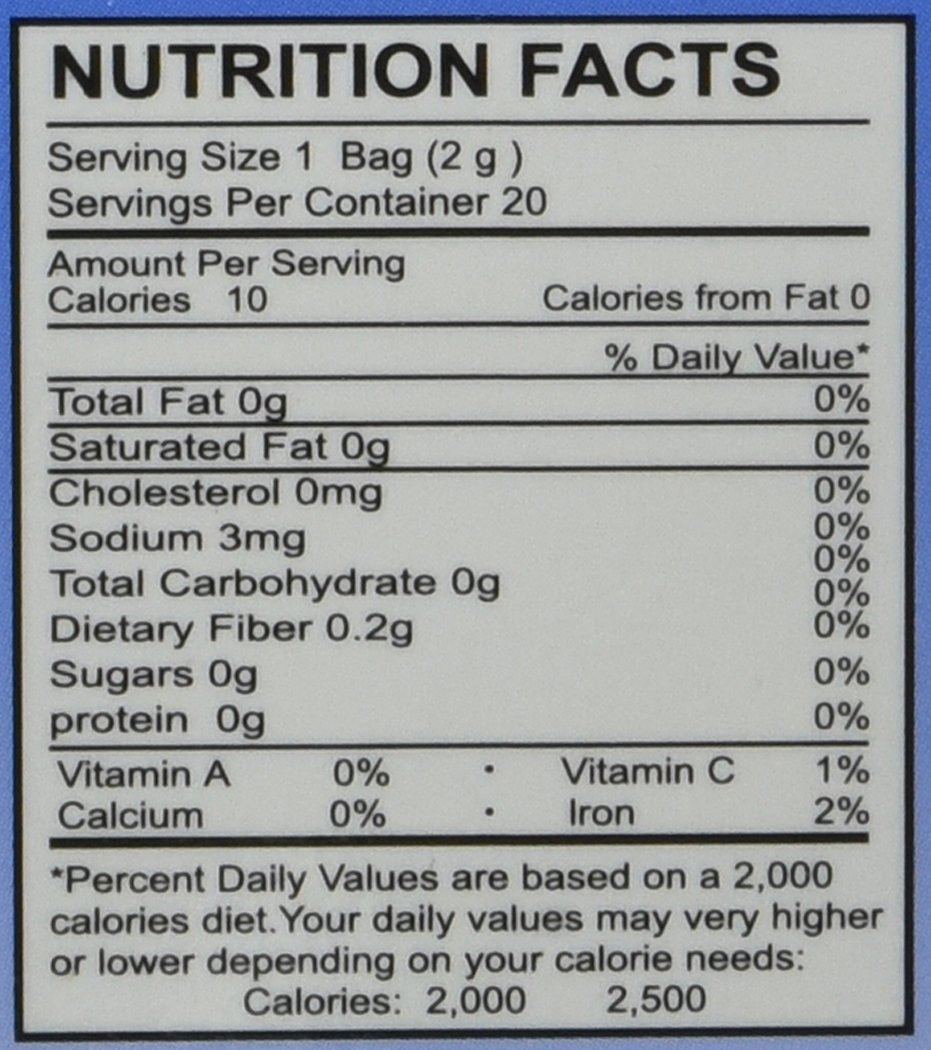 NUTRITION FACTS
Serving Size 1 Bag (2 g )
Servings Per Container 20
Amount Per Serving
Calories 10 Calories from Fat 0
% Daily Value*
Total Fat 0g 0%
Saturated Fat 0g 0%
Cholesterol 0mg 0%
Sodium 3mg 0%
0%
Total Carbohydrate 0g 0%
Dietary Fiber 0.2g 0%
Sugars 0g 0%
protein 0g 0%
Vitamin A 0% • Vitamin C 1%
Calcium 0% • Iron 2%
*Percent Daily Values are based on a 2,000
calories diet.Your daily values may very higher
or lower depending on your calorie needs:
Calories: 2,000 2,500